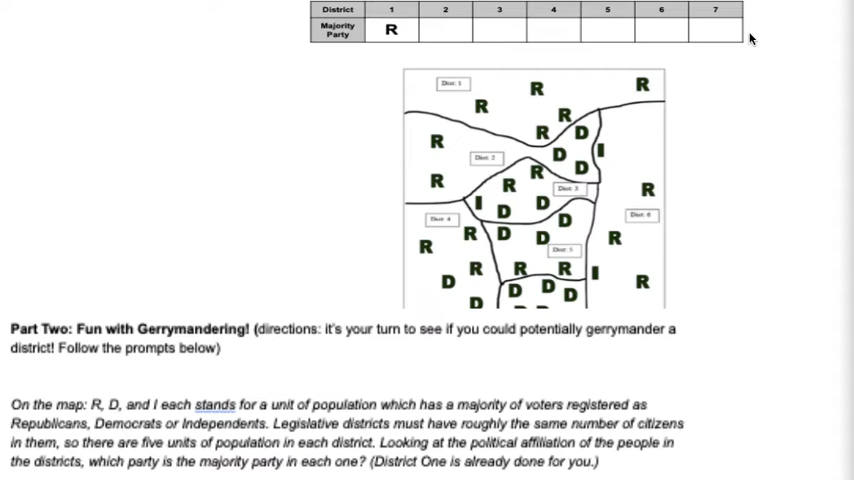 District 1 2 3 4 5 6 7
Majority Party R
Dist: 1
R R
R
R
R D
R
D I
Dist: 2
D
R
R
R
Dist: 3
R
I D D
Dist: 6
Dist: 4
D
R D D
R
R
Dist: 5
R R R I
D
D D D
R
D
Part Two: Fun with Gerrymandering! (directions: it's your turn to see if you could potentially gerrymander a
district! Follow the prompts below)
On the map: R, D, and I each stands for a unit of population which has a majority of voters registered as
Republicans, Democrats or Independents. Legislative districts must have roughly the same number of citizens
in them, so there are five units of population in each district. Looking at the political affiliation of the people in
the districts, which party is the majority party in each one? (District One is already done for you.)